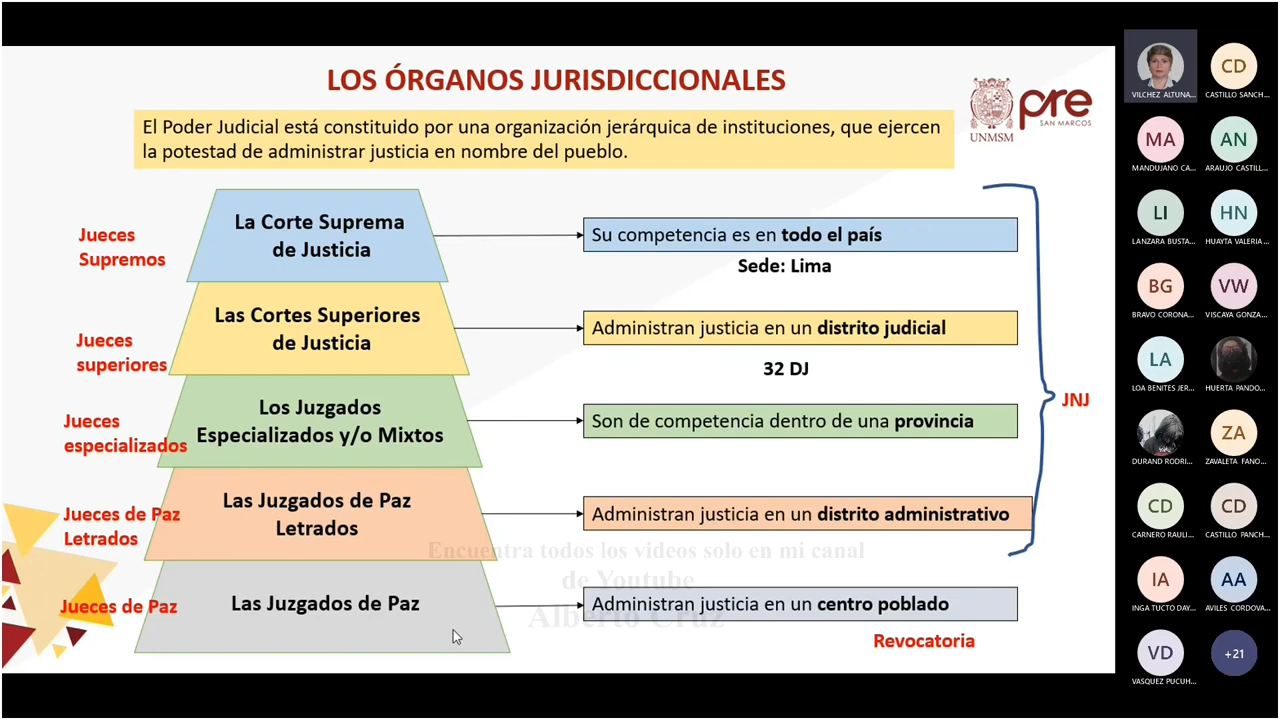 LOS ÓRGANOS JURISDICCIONALES
UNMSM
pre
SAN MARCOS
El Poder Judicial está constituido por una organización jerárquica de instituciones, que ejercen
la potestad de administrar justicia en nombre del pueblo.
Jueces
Supremos
La Corte Suprema
de Justicia
Su competencia es en todo el país
Sede: Lima
Jueces
superiores
Las Cortes Superiores
de Justicia
Administran justicia en un distrito judicial
32 DJ
Jueces
especializados
Los Juzgados
Especializados y/o Mixtos
Son de competencia dentro de una provincia
JNJ
Jueces de Paz
Letrados
Las Juzgados de Paz
Letrados
Administran justicia en un distrito administrativo
Encuentra todos los videos solo en mi canal
de Youtube
Alberto Cruz
Jueces de Paz
Las Juzgados de Paz
Administran justicia en un centro poblado
Revocatoria
VILCHEZ ALTUNA...
CD
CASTILLO SANCH...
MA
MANDUJANO CA...
AN
ARAUJO CASTILL...
LI
LANZARA BUSTA...
HN
HUAYTA VALERIA ...
BG
BRAVO CORONA...
VW
VISCAYA GONZA...
LA
LOA BENITES JER...
HUERTA PANDO...
DURAND RODRI...
ZA
ZAVALETA FANO...
CD
CARNERO RAULI...
CD
CASTILLO PANCH...
IA
INGA TUCTO DAY...
AA
AVILES CORDOVA...
VD
VASQUEZ PUCUH...
+21